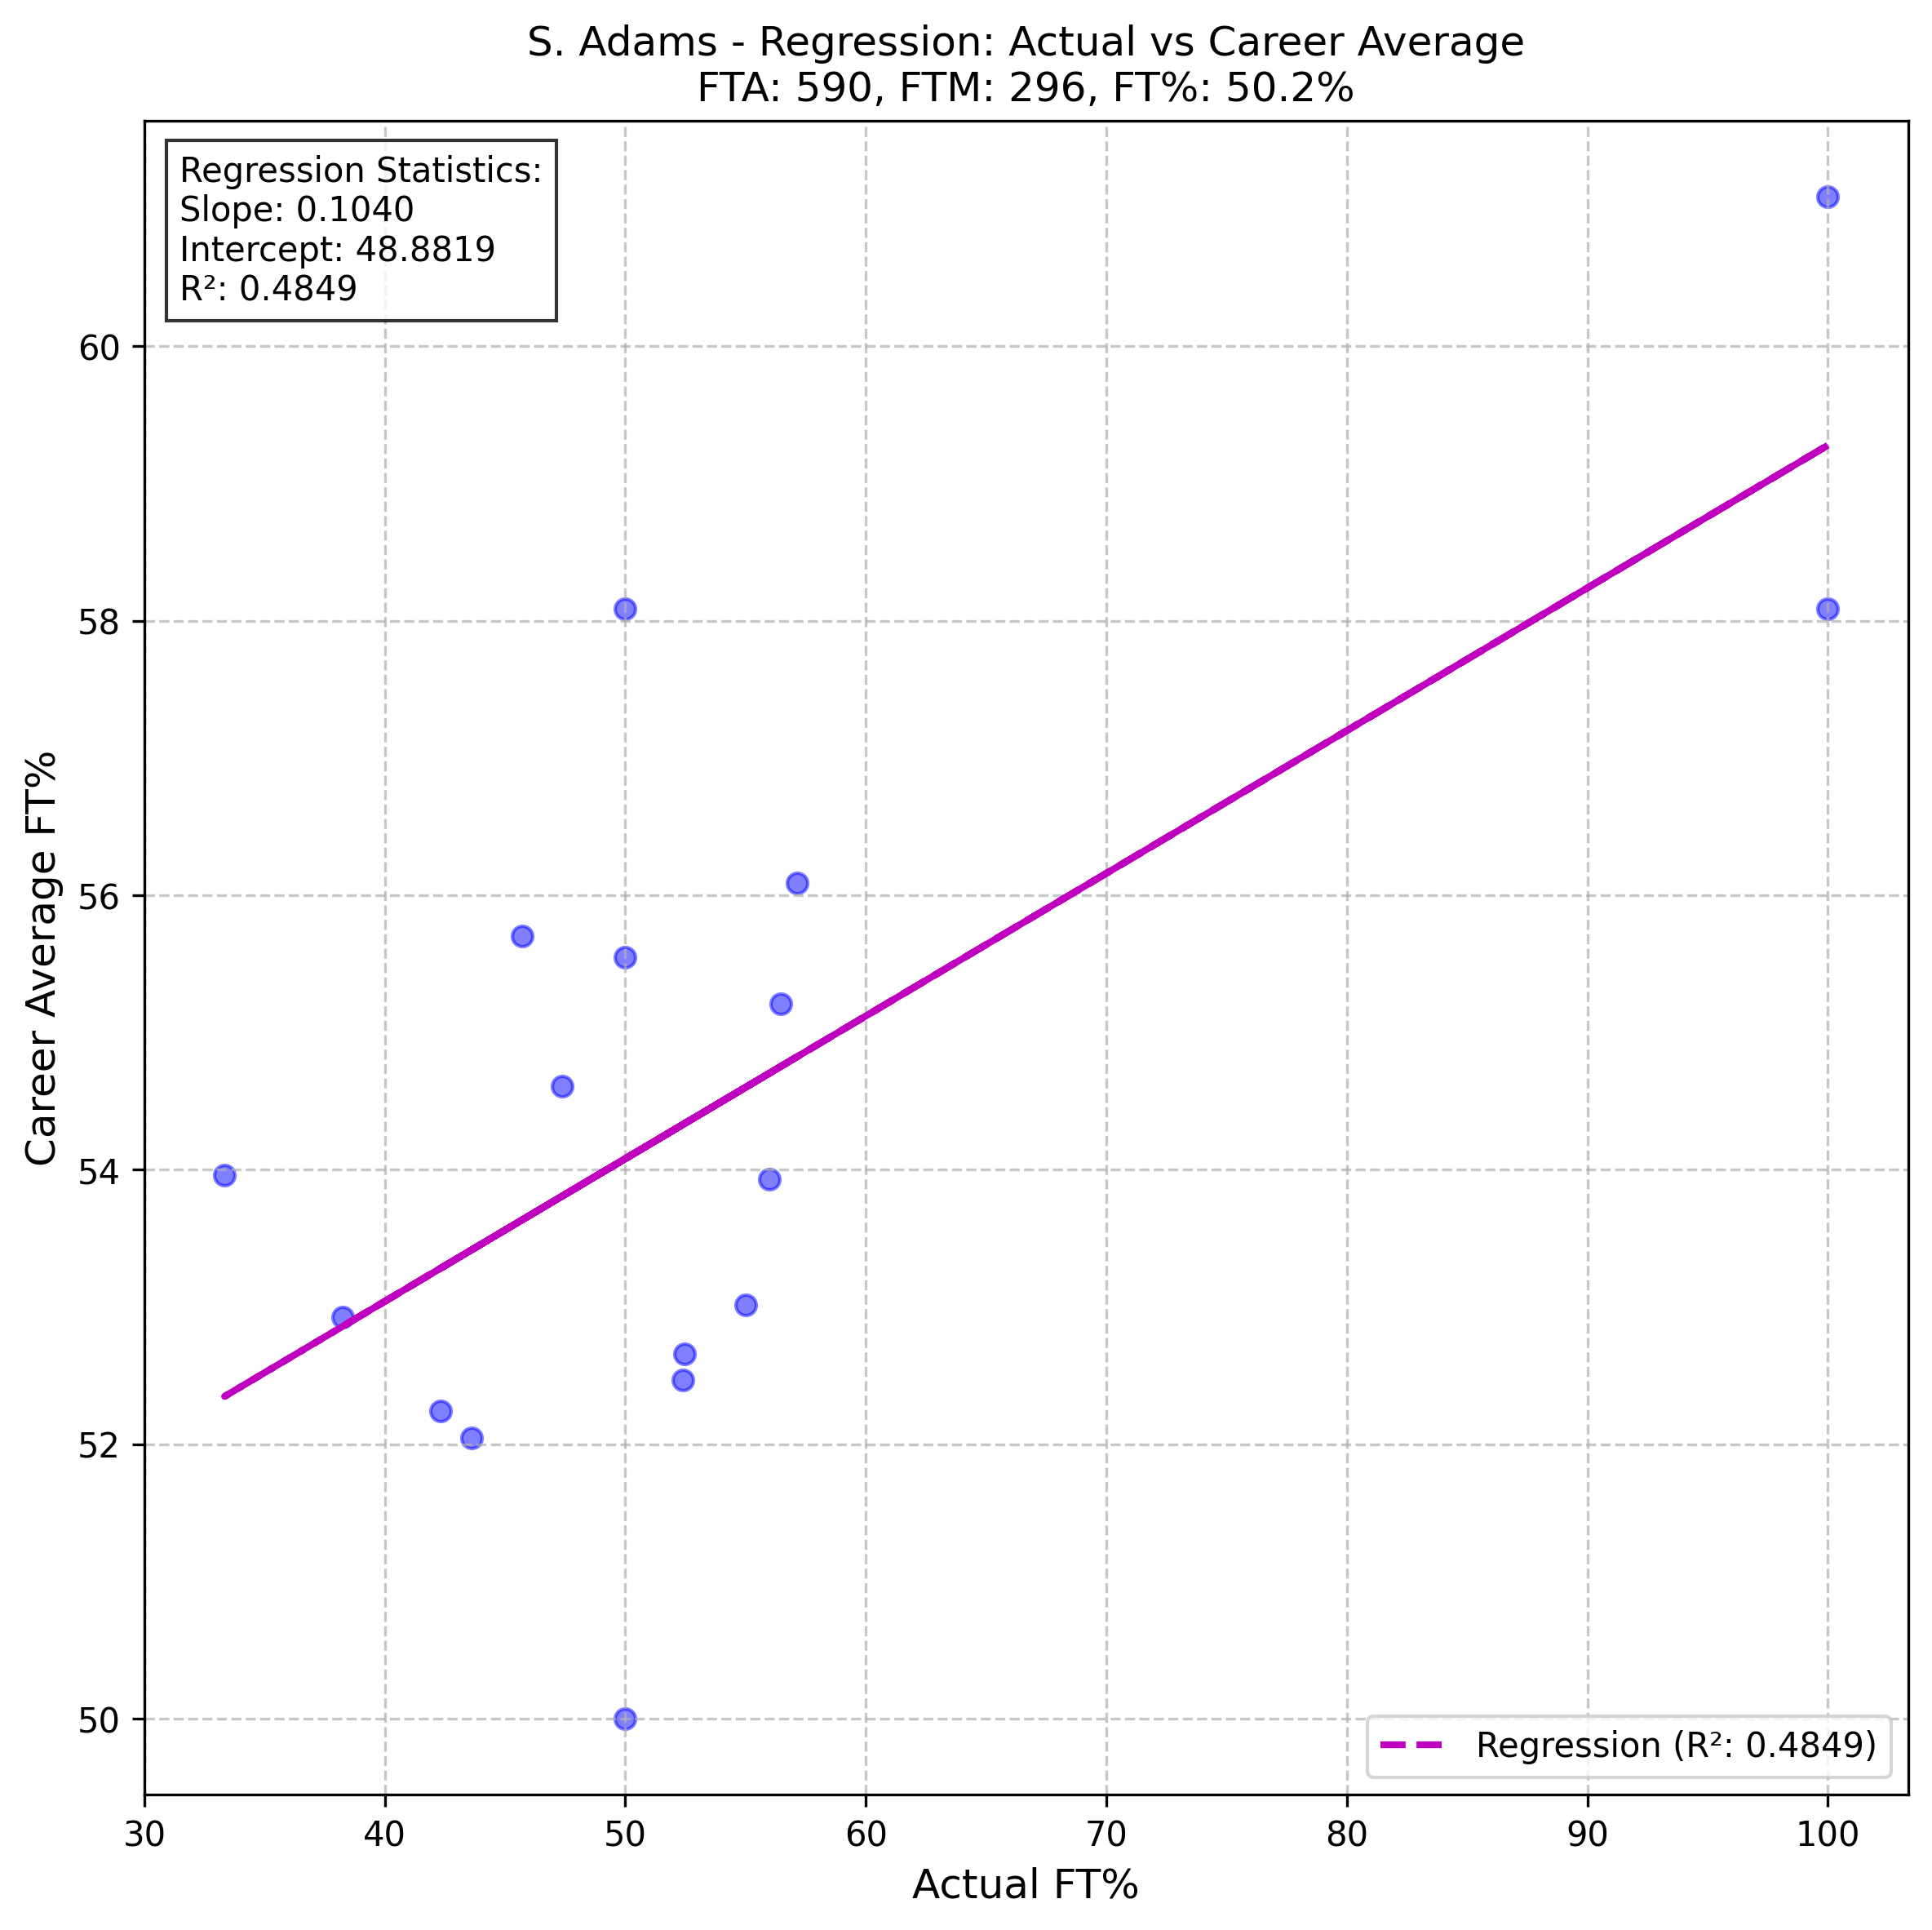 S. Adams - Regression: Actual vs Career Average
FTA: 590, FTM: 296, FT%: 50.2%
Regression Statistics:
Slope: 0.1040
Intercept: 48.8819
R²: 0.4849
Career Average FT%
60
58
56
54
52
50
Regression (R²: 0.4849)
30 40 50 60 70 80 90 100
Actual FT%